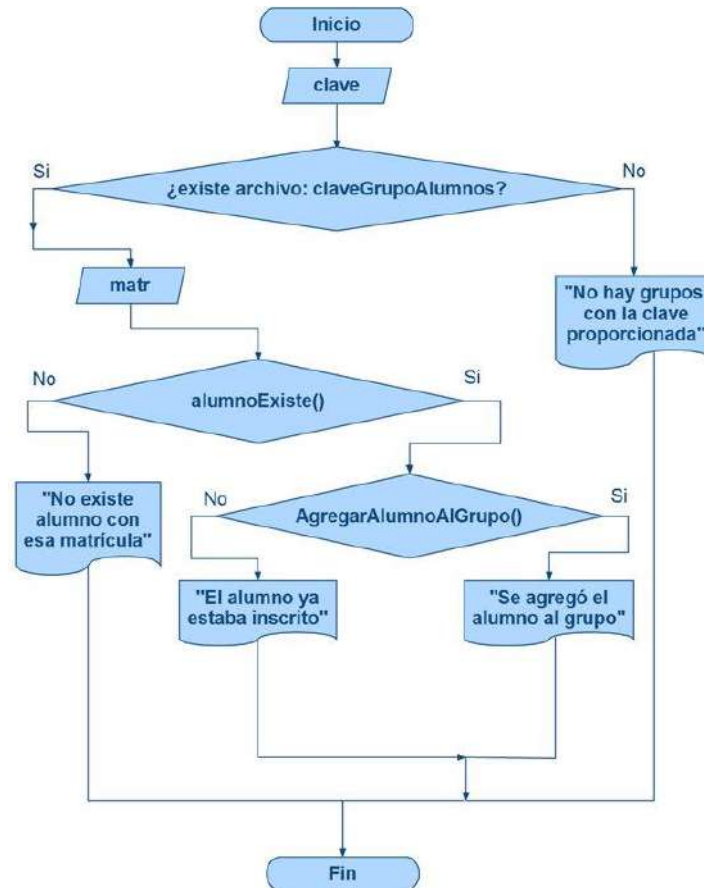 Inicio
clave
Si
No
¿existe archivo: claveGrupoAlumnos?
matr
"No hay grupos
con la clave
proporcionada"
No
Si
alumnoExiste()
"No existe
alumno con
esa matrícula"
No
Si
AgregarAlumnoAlGrupo()
"El alumno ya
estaba inscrito"
"Se agregó el
alumno al grupo"
Fin